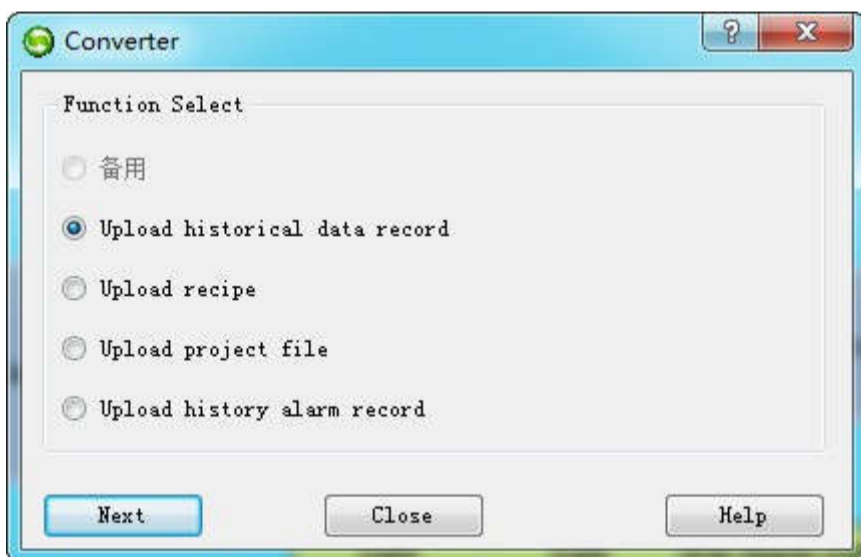 Converter
Function Select
备用
Upload historical data record
Upload recipe
Upload project file
Upload history alarm record
Next
Close
Help